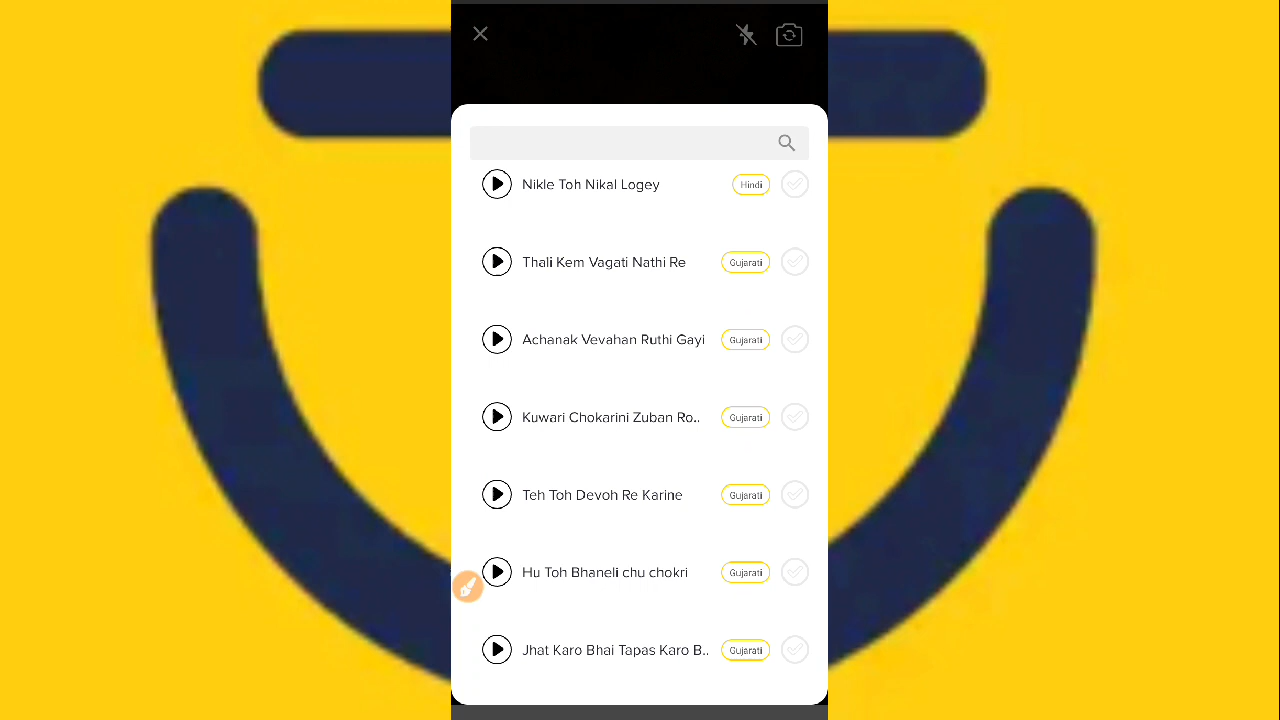 Nikle Toh Nikal Logey Hindi
Thali Kem Vagati Nathi Re Gujarati
Achanak Vevahan Ruthi Gayi Gujarati
Kuwari Chokarini Zuban Ro.. Gujarati
Teh Toh Devoh Re Karine Gujarati
Hu Toh Bhaneli chu chokri Gujarati
Jhat Karo Bhai Tapas Karo B.. Gujarati